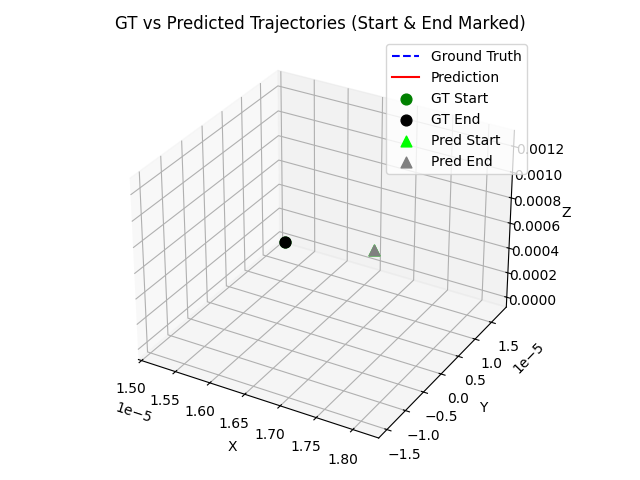 GT vs Predicted Trajectories (Start & End Marked)
Ground Truth
Prediction
GT Start
GT End
Pred Start
Pred End
0.0012
0.0010
0.0008
0.0006
0.0004
0.0002
0.0000
Z
1.5
1.0
0.5
0.0
−0.5
−1.0
−1.5
1e−5
Y
1.50
1.55
1.60
1.65
1.70
1.75
1.80
1e−5
X